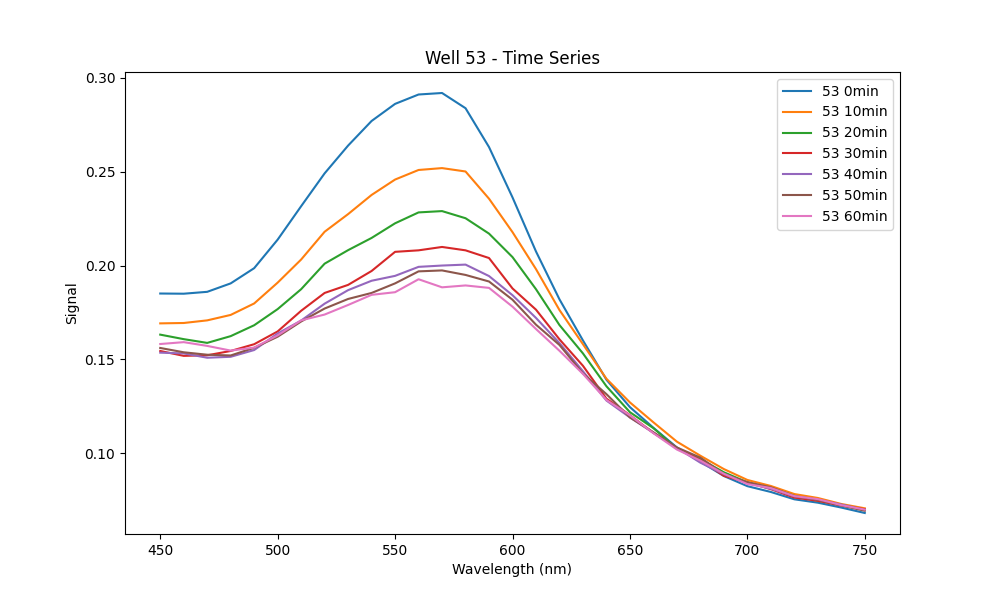 Well 53 - Time Series
53 0min
53 10min
53 20min
53 30min
53 40min
53 50min
53 60min
Signal
0.30
0.25
0.20
0.15
0.10
450 500 550 600 650 700 750
Wavelength (nm)